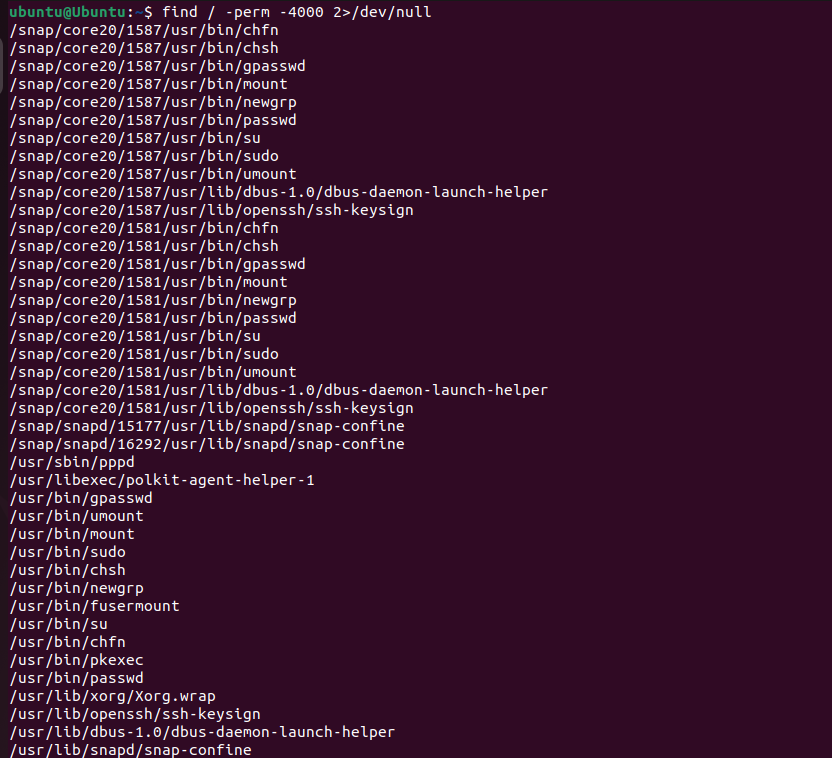 ubuntu@Ubuntu:~$ find / -perm -4000 2>/dev/null
/snap/core20/1587/usr/bin/chfn
/snap/core20/1587/usr/bin/chsh
/snap/core20/1587/usr/bin/gpasswd
/snap/core20/1587/usr/bin/mount
/snap/core20/1587/usr/bin/newgrp
/snap/core20/1587/usr/bin/passwd
/snap/core20/1587/usr/bin/su
/snap/core20/1587/usr/bin/sudo
/snap/core20/1587/usr/bin/umount
/snap/core20/1587/usr/lib/dbus-1.0/dbus-daemon-launch-helper
/snap/core20/1587/usr/lib/openssh/ssh-keysign
/snap/core20/1581/usr/bin/chfn
/snap/core20/1581/usr/bin/chsh
/snap/core20/1581/usr/bin/gpasswd
/snap/core20/1581/usr/bin/mount
/snap/core20/1581/usr/bin/newgrp
/snap/core20/1581/usr/bin/passwd
/snap/core20/1581/usr/bin/su
/snap/core20/1581/usr/bin/sudo
/snap/core20/1581/usr/bin/umount
/snap/core20/1581/usr/lib/dbus-1.0/dbus-daemon-launch-helper
/snap/core20/1581/usr/lib/openssh/ssh-keysign
/snap/snapd/15177/usr/lib/snapd/snap-confine
/snap/snapd/16292/usr/lib/snapd/snap-confine
/usr/sbin/pppd
/usr/libexec/polkit-agent-helper-1
/usr/bin/gpasswd
/usr/bin/umount
/usr/bin/mount
/usr/bin/sudo
/usr/bin/chsh
/usr/bin/newgrp
/usr/bin/fusermount
/usr/bin/su
/usr/bin/chfn
/usr/bin/pkexec
/usr/bin/passwd
/usr/lib/xorg/Xorg.wrap
/usr/lib/openssh/ssh-keysign
/usr/lib/dbus-1.0/dbus-daemon-launch-helper
/usr/lib/snapd/snap-confine